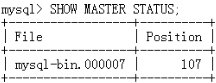 mysql> SHOW MASTER STATUS;
+------------------+----------+
| File             | Position |
+------------------+----------+
| mysql-bin.000007 |      107 |
+------------------+----------+